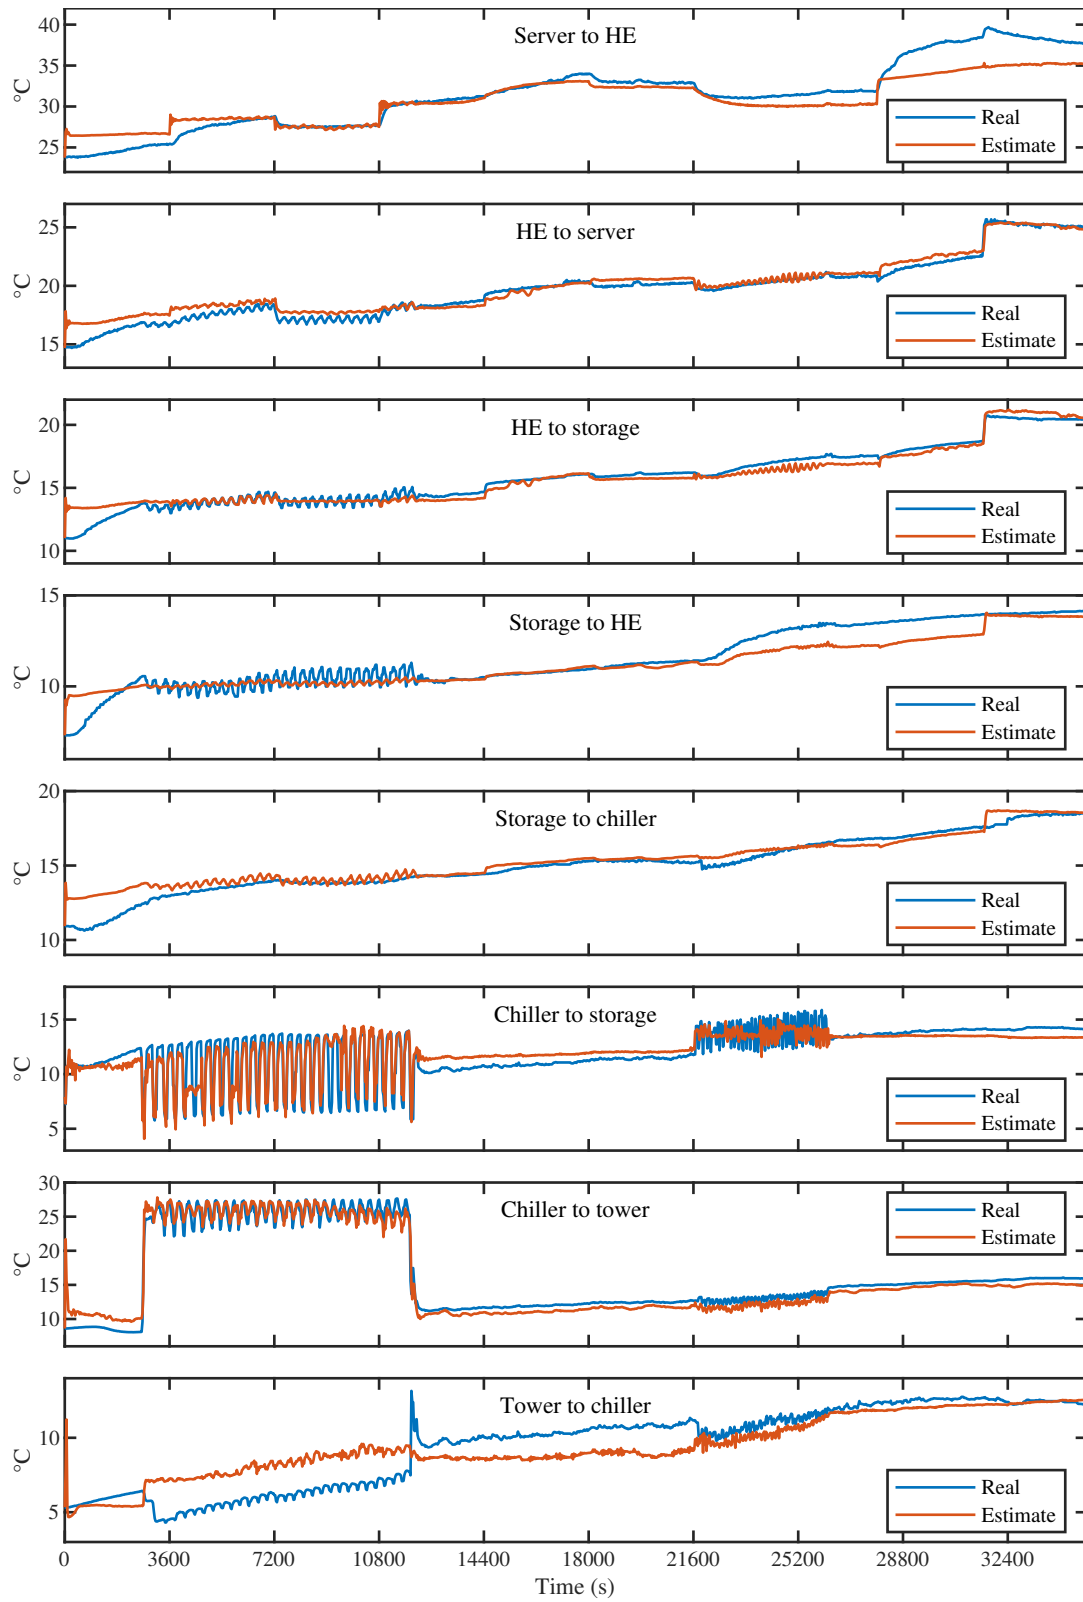 Server to HE
°C
40
35
30
25
Real
Estimate
HE to server
°C
25
20
15
Real
Estimate
HE to storage
°C
20
15
10
Real
Estimate
Storage to HE
°C
15
10
Real
Estimate
Storage to chiller
°C
20
15
10
Real
Estimate
Chiller to storage
°C
15
10
5
Real
Estimate
Chiller to tower
°C
30
25
20
15
10
Real
Estimate
Tower to chiller
°C
10
5
Real
Estimate
0 3600 7200 10800 14400 18000 21600 25200 28800 32400
Time (s)